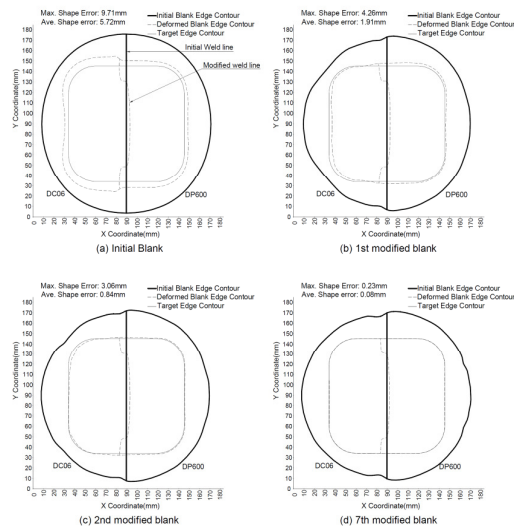 Max. Shape Error: 9.71mm
Ave. Shape Error: 5.72mm
Initial Blank Edge Contour
Deformed Blank Edge Contour
Target Edge Contour
Initial Weld line
Modified weld line
Y Coordinate(mm)
180
170
160
150
140
130
120
110
100
90
80
70
60
50
40
30
20
10
0
DC06
DP600
0 10 20 30 40 50 60 70 80 90 100 110 120 130 140 150 160 170 180
X Coordinate(mm)
(a) Initial Blank
Max. Shape Error: 4.26mm
Ave. Shape Error: 1.91mm
Initial Blank Edge Contour
Deformed Blank Edge Contour
Target Edge Contour
Y Coordinate(mm)
180
170
160
150
140
130
120
110
100
90
80
70
60
50
40
30
20
10
0
DC06
DP600
0 10 20 30 40 50 60 70 80 90 100 110 120 130 140 150 160 170 180
X Coordinate(mm)
(b) 1st modified blank
Max. Shape Error: 3.06mm
Ave. Shape error: 0.84mm
Initial Blank Edge Contour
Deformed Blank Edge Contour
Target Edge Contour
Y Coordinate(mm)
180
170
160
150
140
130
120
110
100
90
80
70
60
50
40
30
20
10
0
DC06
DP600
0 10 20 30 40 50 60 70 80 90 100 110 120 130 140 150 160 170 180
X Coordinate(mm)
(c) 2nd modified blank
Max. Shape Error: 0.23mm
Ave. Shape Error: 0.08mm
Initial Blank Edge Contour
Deformed Blank Edge Contour
Target Edge Contour
Y Coordinate(mm)
180
170
160
150
140
130
120
110
100
90
80
70
60
50
40
30
20
10
0
DC06
DP600
0 10 20 30 40 50 60 70 80 90 100 110 120 130 140 150 160 170 180
X Coordinate(mm)
(d) 7th modified blank